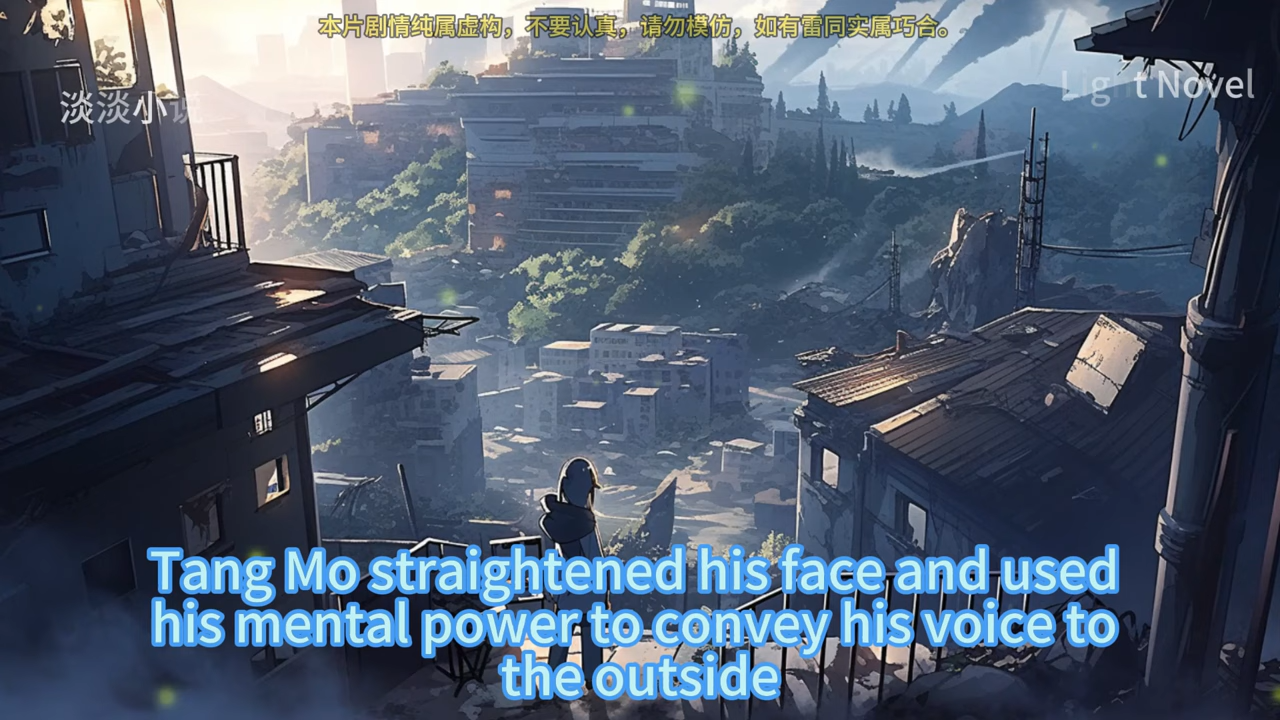 本片剧情纯属虚构，不要认真，请勿模仿，如有雷同实属巧合。
淡淡小说
Light Novel
Tang Mo straightened his face and used
his mental power to convey his voice to
the outside